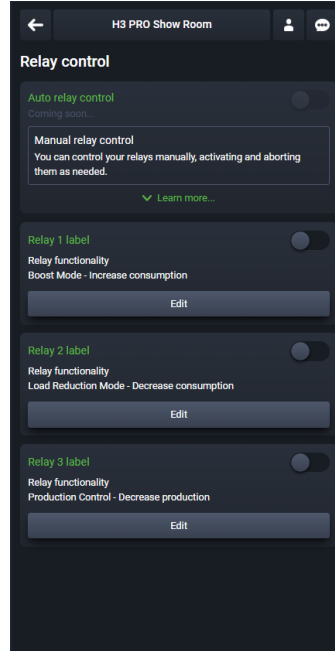 H3 PRO Show Room
Relay control
Auto relay control
Coming soon...
Manual relay control
You can control your relays manually, activating and aborting
them as needed.
Learn more...
Relay 1 label
Relay functionality
Boost Mode - Increase consumption
Edit
Relay 2 label
Relay functionality
Load Reduction Mode - Decrease consumption
Edit
Relay 3 label
Relay functionality
Production Control - Decrease production
Edit